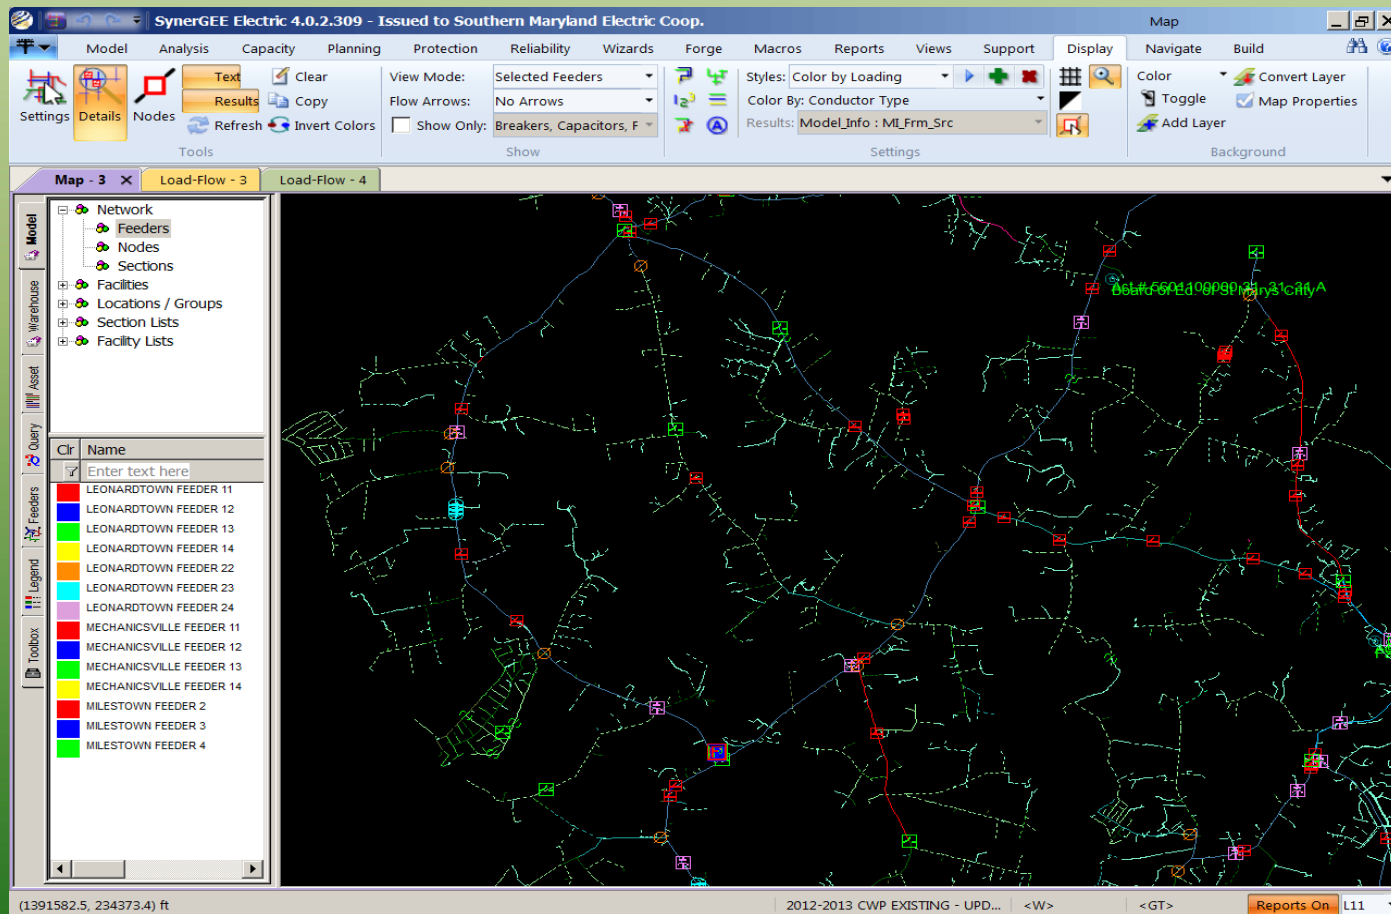 SynerGEE Electric 4.0.2.309 - Issued to Southern Maryland Electric Coop.
Map
Model Analysis Capacity Planning Protection Reliability Wizards Forge Macros Reports Views Support Display Navigate Build
Settings Details Nodes
Text Clear
Results Copy
Refresh Invert Colors
Tools
View Mode: Selected Feeders
Flow Arrows: No Arrows
Show Only: Breakers, Capacitors, F
Show
Styles: Color by Loading
Color By: Conductor Type
Results: Model_Info : MI_Frm_Src
Settings
Color Convert Layer
Toggle Map Properties
Add Layer
Background
Map - 3 Load-Flow - 3 Load-Flow - 4
Model
Warehouse
Asset
Query
Feeders
Legend
Toolbox
Network
Feeders
Nodes
Sections
Facilities
Locations / Groups
Section Lists
Facility Lists
Clr Name
Enter text here
LEONARDTOWN FEEDER 11
LEONARDTOWN FEEDER 12
LEONARDTOWN FEEDER 13
LEONARDTOWN FEEDER 14
LEONARDTOWN FEEDER 22
LEONARDTOWN FEEDER 23
LEONARDTOWN FEEDER 24
MECHANICSVILLE FEEDER 11
MECHANICSVILLE FEEDER 12
MECHANICSVILLE FEEDER 13
MECHANICSVILLE FEEDER 14
MILESTOWN FEEDER 2
MILESTOWN FEEDER 3
MILESTOWN FEEDER 4
Board of Ed. of St Marys
(1391582.5, 234373.4) ft
2012-2013 CWP EXISTING - UPD... <W> <GT> Reports On L11